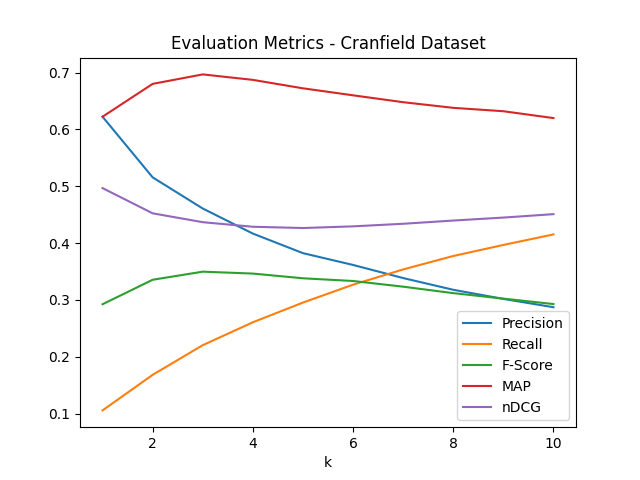 Evaluation Metrics - Cranfield Dataset
0.7
0.6
0.5
0.4
0.3
0.2
0.1
2 4 6 8 10
k
Precision
Recall
F-Score
MAP
nDCG